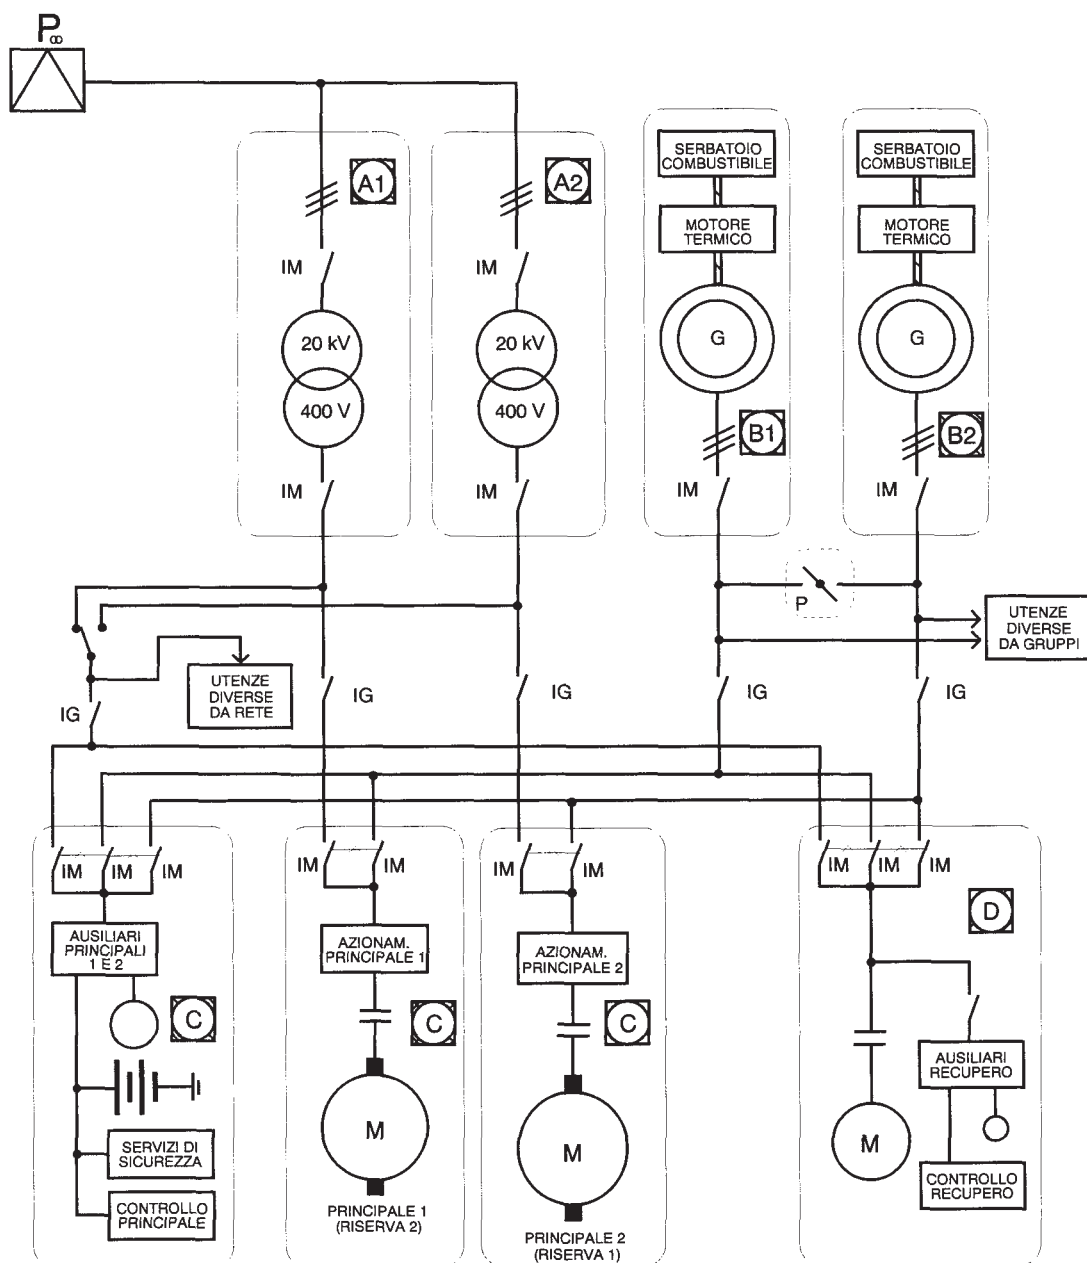 P∞
A1
A2
SERBATOIO
COMBUSTIBILE
SERBATOIO
COMBUSTIBILE
MOTORE
TERMICO
MOTORE
TERMICO
IM
IM
20 kV
20 kV
G
G
400 V
400 V
B1
B2
IM
IM
IM
IM
P
UTENZE
DIVERSE
DA GRUPPI
UTENZE
DIVERSE
DA RETE
IG
IG
IG
IG
IG
IM
IM
IM
IM
IM
IM
IM
IM
IM
IM
D
AUSILIARI
PRINCIPALI
1 E 2
AZIONAM.
PRINCIPALE 1
AZIONAM.
PRINCIPALE 2
C
C
C
AUSILIARI
RECUPERO
M
M
M
SERVIZI DI
SICUREZZA
CONTROLLO
PRINCIPALE
CONTROLLO
RECUPERO
PRINCIPALE 1
(RISERVA 2)
PRINCIPALE 2
(RISERVA 1)